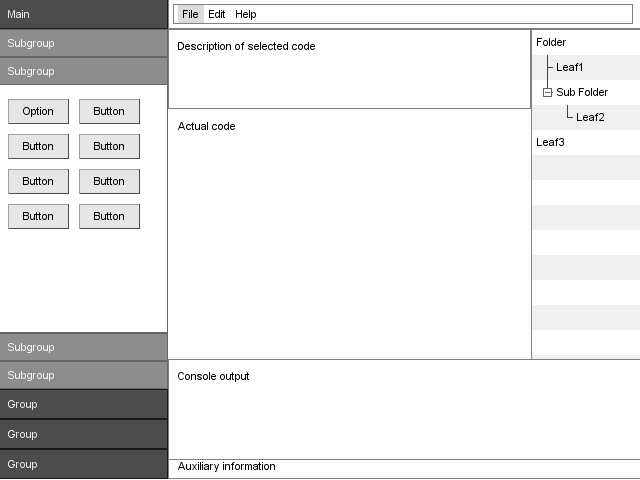 Main
File Edit Help
Subgroup
Subgroup
Option Button
Button Button
Button Button
Button Button
Subgroup
Subgroup
Group
Group
Group
Description of selected code
Actual code
Folder
Leaf1
Sub Folder
Leaf2
Leaf3
Console output
Auxiliary information